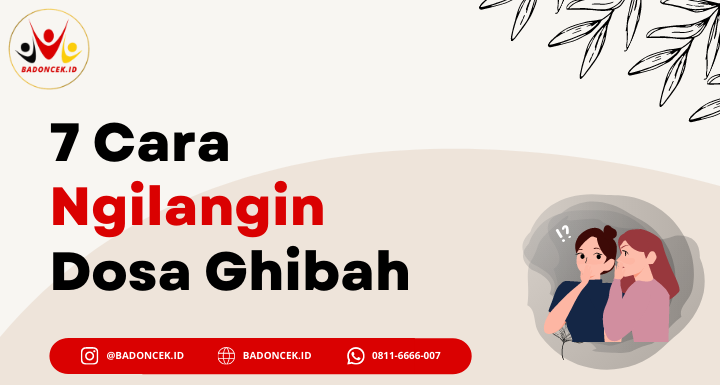 BADONCEK.ID
7 Cara
Ngilangin
Dosa Ghibah
!?
@BADONCEK.ID BADONCEK.ID 0811-6666-007